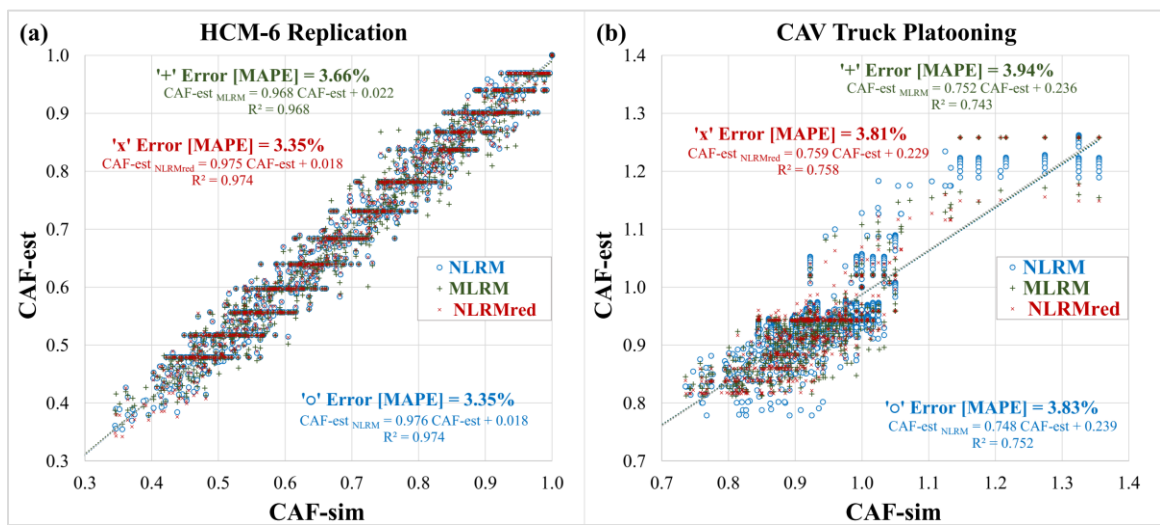 (a)
HCM-6 Replication
1.0
0.9
0.8
0.7
0.6
0.5
0.4
0.3
CAF-est
'+' Error [MAPE] = 3.66%
CAF-est MLRM = 0.968 CAF-est + 0.022
R² = 0.968
'x' Error [MAPE] = 3.35%
CAF-est NLRMred = 0.975 CAF-est + 0.018
R² = 0.974
NLRM
MLRM
NLRMred
'o' Error [MAPE] = 3.35%
CAF-est NLRM = 0.976 CAF-est + 0.018
R² = 0.974
0.3 0.4 0.5 0.6 0.7 0.8 0.9 1.0
CAF-sim
(b)
CAV Truck Platooning
1.4
1.3
1.2
1.1
1.0
0.9
0.8
0.7
CAF-est
'+' Error [MAPE] = 3.94%
CAF-est MLRM = 0.752 CAF-est + 0.236
R² = 0.743
'x' Error [MAPE] = 3.81%
CAF-est NLRMred = 0.759 CAF-est + 0.229
R² = 0.758
NLRM
MLRM
NLRMred
'o' Error [MAPE] = 3.83%
CAF-est NLRM = 0.748 CAF-est + 0.239
R² = 0.752
0.7 0.8 0.9 1.0 1.1 1.2 1.3 1.4
CAF-sim